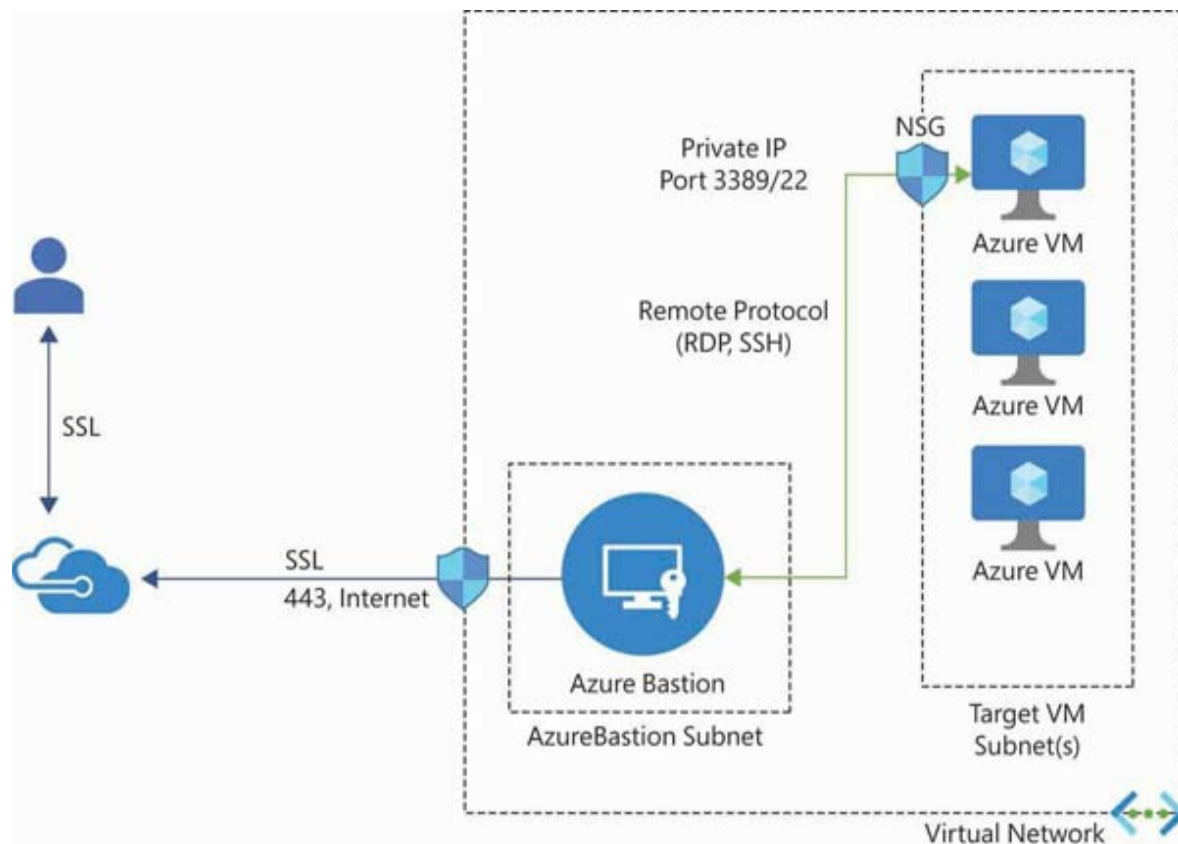 NSG
Private IP
Port 3389/22
Azure VM
Remote Protocol
(RDP, SSH)
Azure VM
SSL
Azure VM
SSL
443, Internet
Azure Bastion
AzureBastion Subnet
Target VM
Subnet(s)
Virtual Network